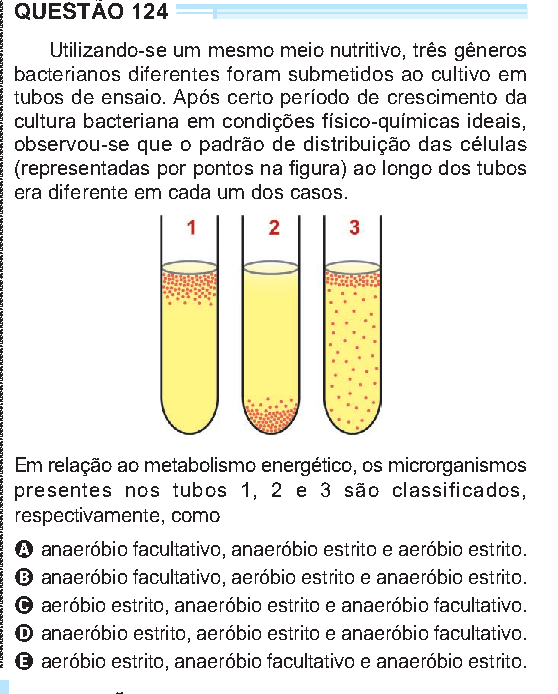 QUESTÃO 124
Utilizando-se um mesmo meio nutritivo, três gêneros
bacterianos diferentes foram submetidos ao cultivo em
tubos de ensaio. Após certo período de crescimento da
cultura bacteriana em condições físico-químicas ideais,
observou-se que o padrão de distribuição das células
(representadas por pontos na figura) ao longo dos tubos
era diferente em cada um dos casos.
1 2 3
Em relação ao metabolismo energético, os microrganismos
presentes nos tubos 1, 2 e 3 são classificados,
respectivamente, como
A anaeróbio facultativo, anaeróbio estrito e aeróbio estrito.
B anaeróbio facultativo, aeróbio estrito e anaeróbio estrito.
C aeróbio estrito, anaeróbio estrito e anaeróbio facultativo.
D anaeróbio estrito, aeróbio estrito e anaeróbio facultativo.
E aeróbio estrito, anaeróbio facultativo e anaeróbio estrito.